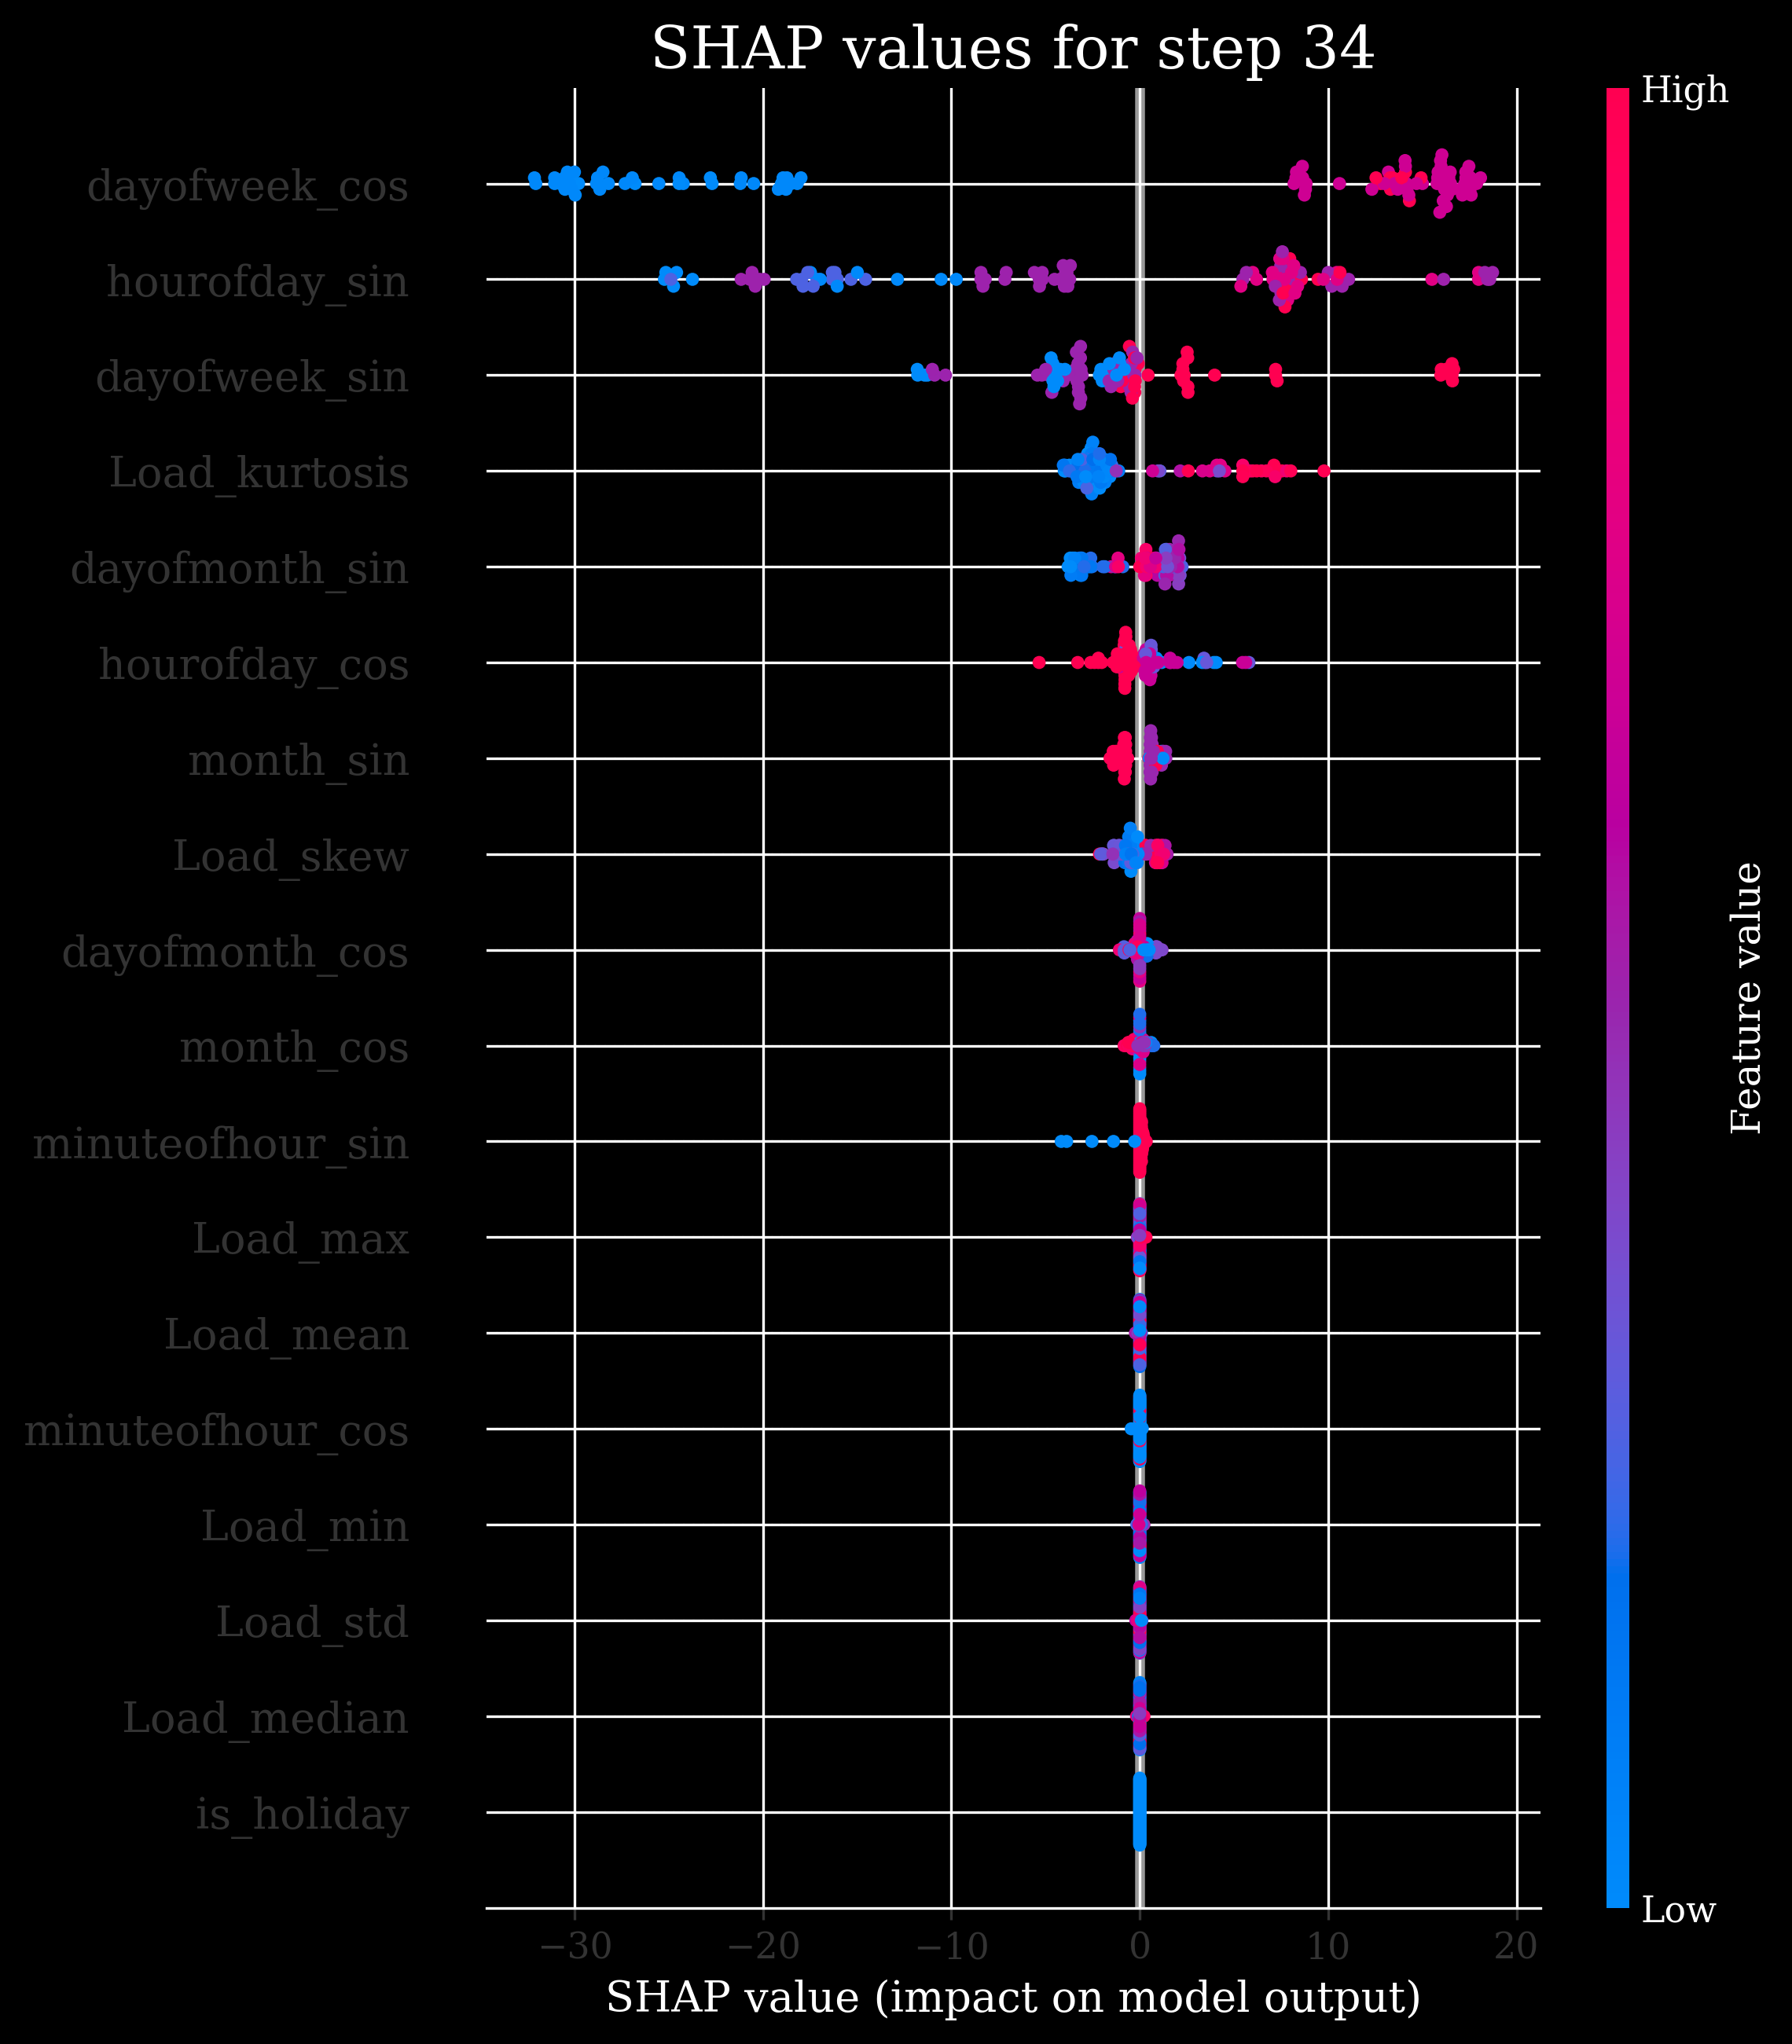 SHAP values for step 34
High
dayofweek_cos
hourofday_sin
dayofweek_sin
Load_kurtosis
dayofmonth_sin
hourofday_cos
month_sin
Load_skew
dayofmonth_cos
month_cos
minuteofhour_sin
Load_max
Load_mean
minuteofhour_cos
Load_min
Load_std
Load_median
is_holiday
Feature value
Low
−30 −20 −10 0 10 20
SHAP value (impact on model output)